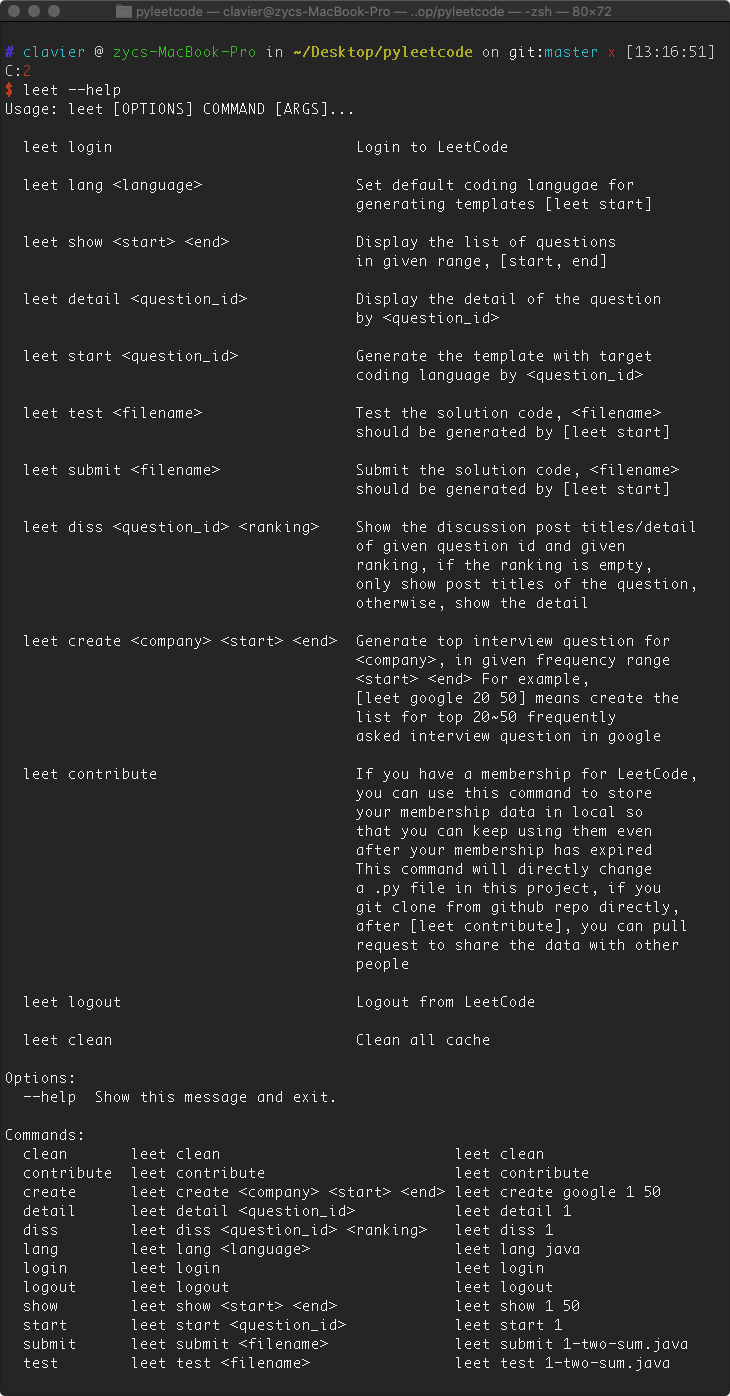 pyleetcode — clavier@zycs-MacBook-Pro — ..op/pyleetcode — -zsh — 80×72
# clavier @ zycs-MacBook-Pro in ~/Desktop/pyleetcode on git:master x [13:16:51]
C:2
$ leet --help
Usage: leet [OPTIONS] COMMAND [ARGS]...
leet login Login to LeetCode
leet lang <language> Set default coding langugae for
generating templates [leet start]
leet show <start> <end> Display the list of questions
in given range, [start, end]
leet detail <question_id> Display the detail of the question
by <question_id>
leet start <question_id> Generate the template with target
coding language by <question_id>
leet test <filename> Test the solution code, <filename>
should be generated by [leet start]
leet submit <filename> Submit the solution code, <filename>
should be generated by [leet start]
leet diss <question_id> <ranking> Show the discussion post titles/detail
of given question id and given
ranking, if the ranking is empty,
only show post titles of the question,
otherwise, show the detail
leet create <company> <start> <end> Generate top interview question for
<company>, in given frequency range
<start> <end> For example,
[leet google 20 50] means create the
list for top 20~50 frequently
asked interview question in google
leet contribute If you have a membership for LeetCode,
you can use this command to store
your membership data in local so
that you can keep using them even
after your membership has expired
This command will directly change
a .py file in this project, if you
git clone from github repo directly,
after [leet contribute], you can pull
request to share the data with other
people
leet logout Logout from LeetCode
leet clean Clean all cache
Options:
--help Show this message and exit.
Commands:
clean leet clean leet clean
contribute leet contribute leet contribute
create leet create <company> <start> <end> leet create google 1 50
detail leet detail <question_id> leet detail 1
diss leet diss <question_id> <ranking> leet diss 1
lang leet lang <language> leet lang java
login leet login leet login
logout leet logout leet logout
show leet show <start> <end> leet show 1 50
start leet start <question_id> leet start 1
submit leet submit <filename> leet submit 1-two-sum.java
test leet test <filename> leet test 1-two-sum.java